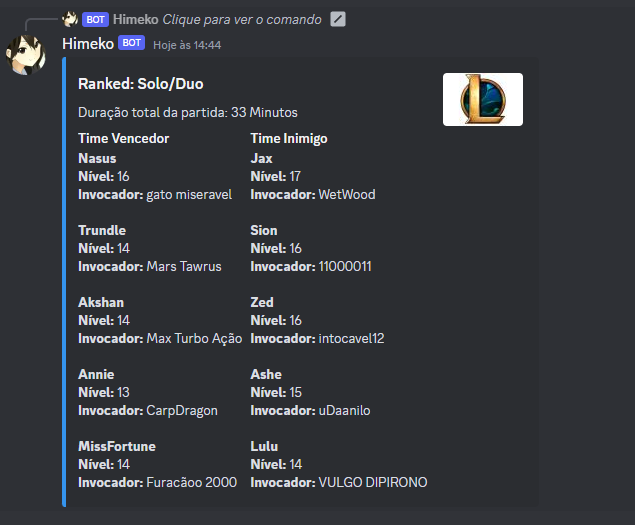 BOT Himeko Clique para ver o comando
Himeko BOT Hoje às 14:44
Ranked: Solo/Duo
Duração total da partida: 33 Minutos
Time Vencedor
Nasus
Nível: 16
Invocador: gato miseravel
Trundle
Nível: 14
Invocador: Mars Tawrus
Akshan
Nível: 14
Invocador: Max Turbo Ação
Annie
Nível: 13
Invocador: CarpDragon
MissFortune
Nível: 14
Invocador: Furacãoo 2000
Time Inimigo
Jax
Nível: 17
Invocador: WetWood
Sion
Nível: 16
Invocador: 11000011
Zed
Nível: 16
Invocador: intocavel12
Ashe
Nível: 15
Invocador: uDaanilo
Lulu
Nível: 14
Invocador: VULGO DIPIRONO